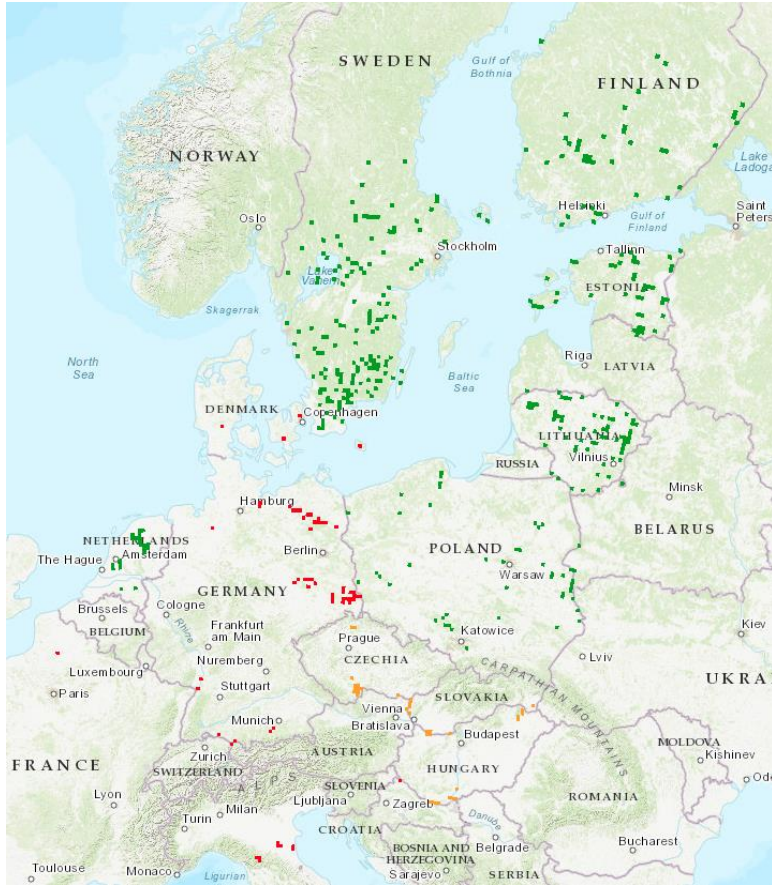 SWEDEN
Gulf of
Bothnia
FINLAND
NORWAY
Lake
Ladoga
Oslo
Helsinki
Saint
Peters
Gulf of
Finland
Stockholm
Tallinn
Lake
Vanern
ESTONIA
Skagerrak
North
Sea
Riga
LATVIA
Baltic
Sea
DENMARK
Copenhagen
LITHUANIA
RUSSIA
Vilnius
Minsk
Hamburg
BELARUS
NETHERLANDS
Amsterdam
The Hague
Berlin
POLAND
Warsaw
GERMANY
Brussels
Cologne
BELGIUM
Rhine
Frankfurt
am Main
Prague
Katowice
Lviv
Kiev
CZECHIA
Luxembourg
Nuremberg
CARPATHIAN MOUNTAINS
UKRA
Paris
Stuttgart
SLOVAKIA
Vienna
Bratislava
Munich
Budapest
MOLDOVA
Kishinev
AUSTRIA
Zurich
SWITZERLAND
FRANCE
ALPS
HUNGARY
Od
SLOVENIA
Lyon
Ljubljana
Zagreb
ROMANIA
Milan
Turin
CROATIA
Danube
Belgrade
Bucharest
BOSNIA AND
HERZEGOVINA
Toulouse
Monaco
Ligurian
Sarajevo
SERBIA